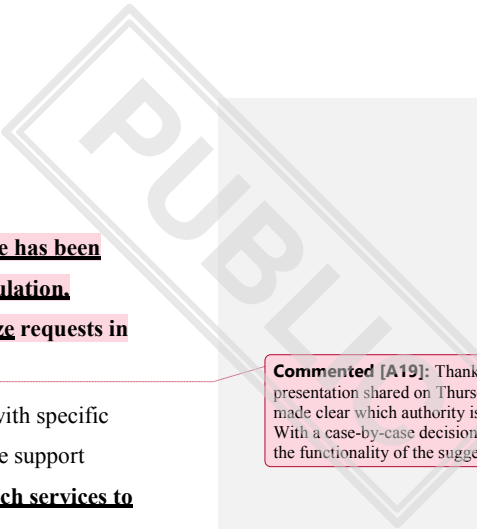 e has been
ulation,
ze requests in
with specific
e support
ch services to
Commented [A19]: Thank
presentation shared on Thurs
made clear which authority is
With a case-by-case decision
the functionality of the sugge
PUBLIC